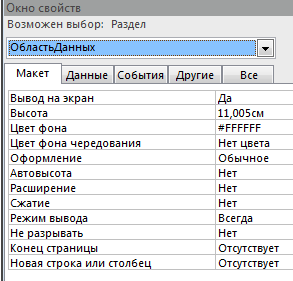 Окно свойств
Возможен выбор: Раздел
ОбластьДанных
Макет Данные События Другие Все
Вывод на экран Да
Высота 11,005см
Цвет фона #FFFFFF
Цвет фона чередования Нет цвета
Оформление Обычное
Автовысота Нет
Расширение Нет
Сжатие Нет
Режим вывода Всегда
Не разрывать Нет
Конец страницы Отсутствует
Новая строка или столбец Отсутствует